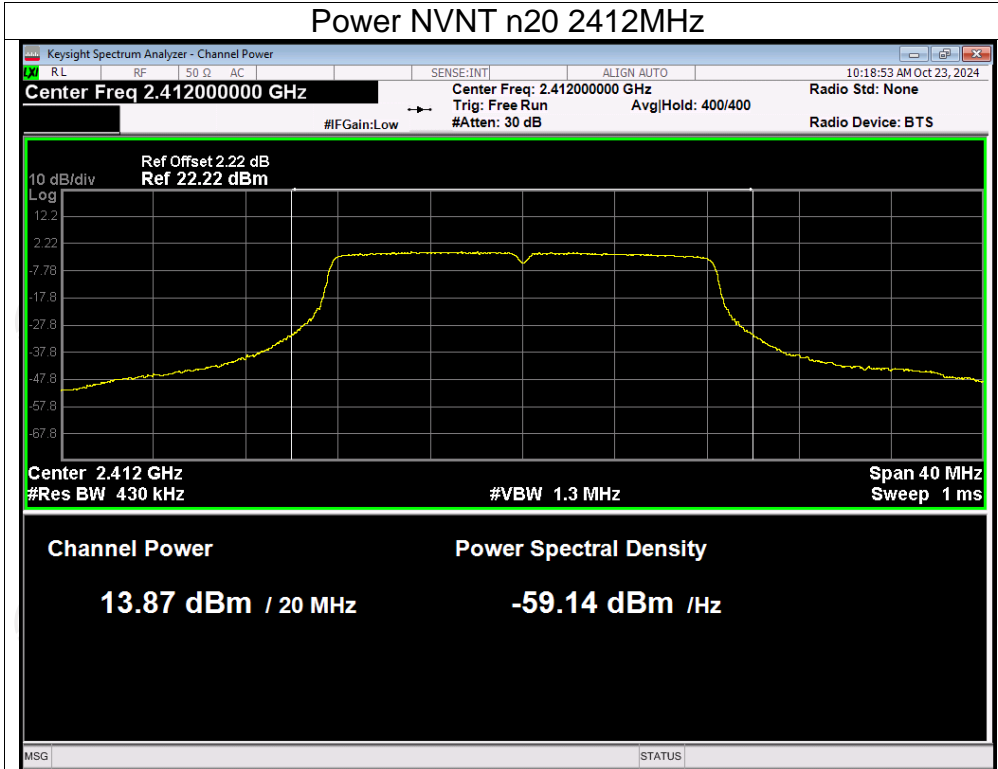 Power NVNT n20 2412MHz
Keysight Spectrum Analyzer - Channel Power
LXI RL RF 50 Ω AC SENSE:INT ALIGN AUTO 10:18:53 AM Oct 23, 2024
Center Freq 2.412000000 GHz Center Freq: 2.412000000 GHz Radio Std: None
Trig: Free Run Avg|Hold: 400/400
#IFGain:Low #Atten: 30 dB Radio Device: BTS
Ref Offset 2.22 dB
10 dB/div Ref 22.22 dBm
Log
12.2
2.22
-7.78
-17.8
-27.8
-37.8
-47.8
-57.8
-67.8
Center 2.412 GHz Span 40 MHz
#Res BW 430 kHz #VBW 1.3 MHz Sweep 1 ms
Channel Power Power Spectral Density
13.87 dBm / 20 MHz -59.14 dBm /Hz
MSG STATUS